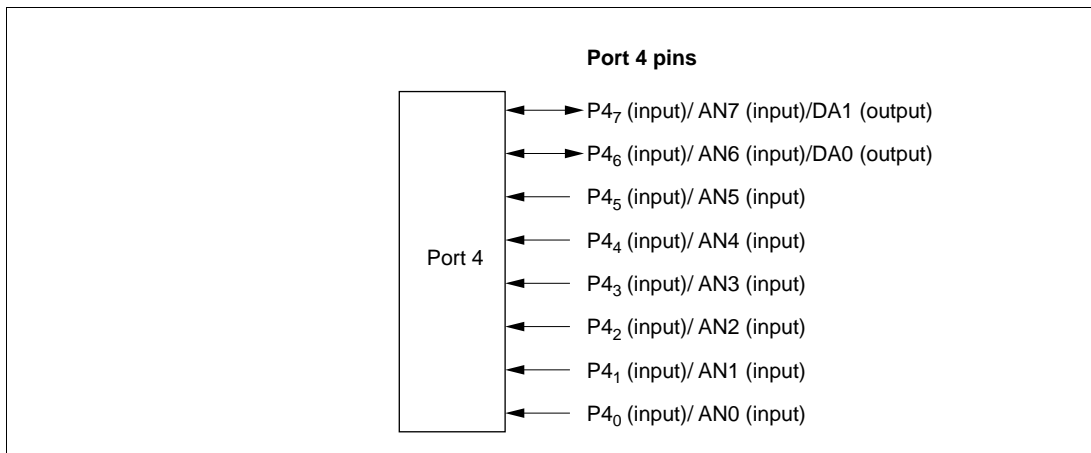 Port 4 pins
P4₇ (input)/ AN7 (input)/DA1 (output)
P4₆ (input)/ AN6 (input)/DA0 (output)
P4₅ (input)/ AN5 (input)
P4₄ (input)/ AN4 (input)
Port 4
P4₃ (input)/ AN3 (input)
P4₂ (input)/ AN2 (input)
P4₁ (input)/ AN1 (input)
P4₀ (input)/ AN0 (input)